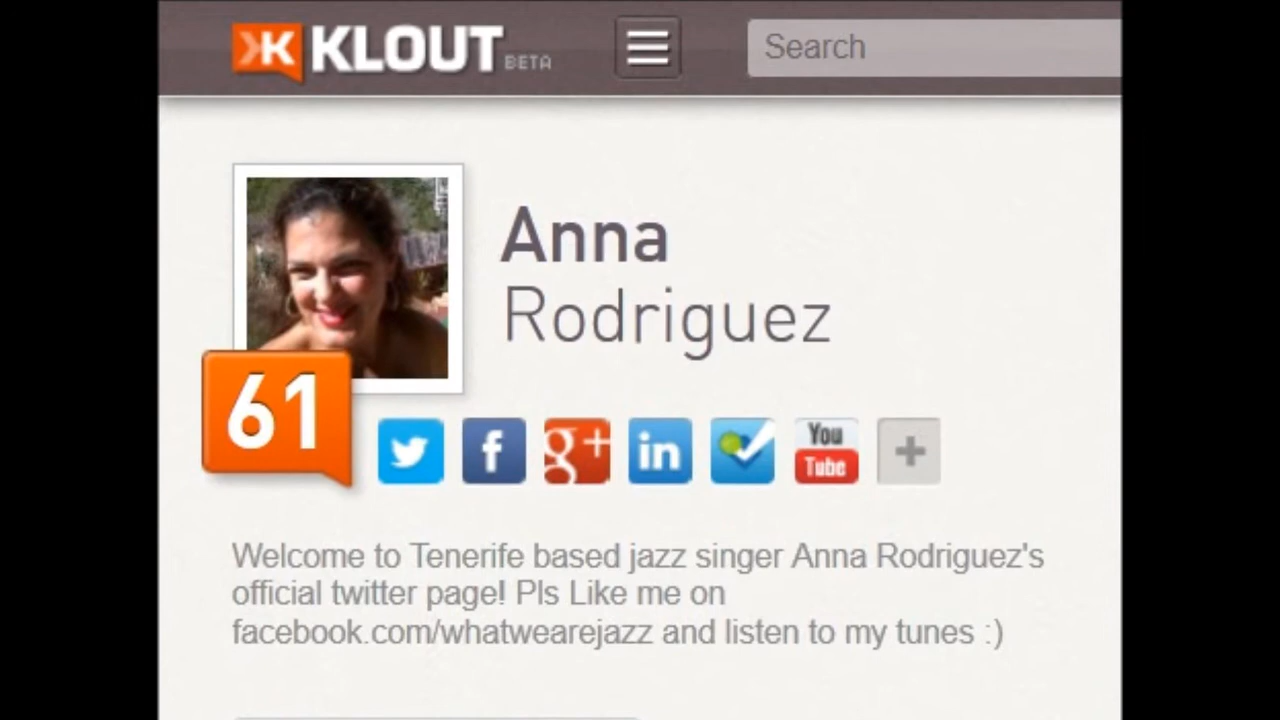 KLOUT BETA
Search
Anna
Rodriguez
61
f
g+
in
You
Tube
+
Welcome to Tenerife based jazz singer Anna Rodriguez's
official twitter page! Pls Like me on
facebook.com/whatwearejazz and listen to my tunes :)